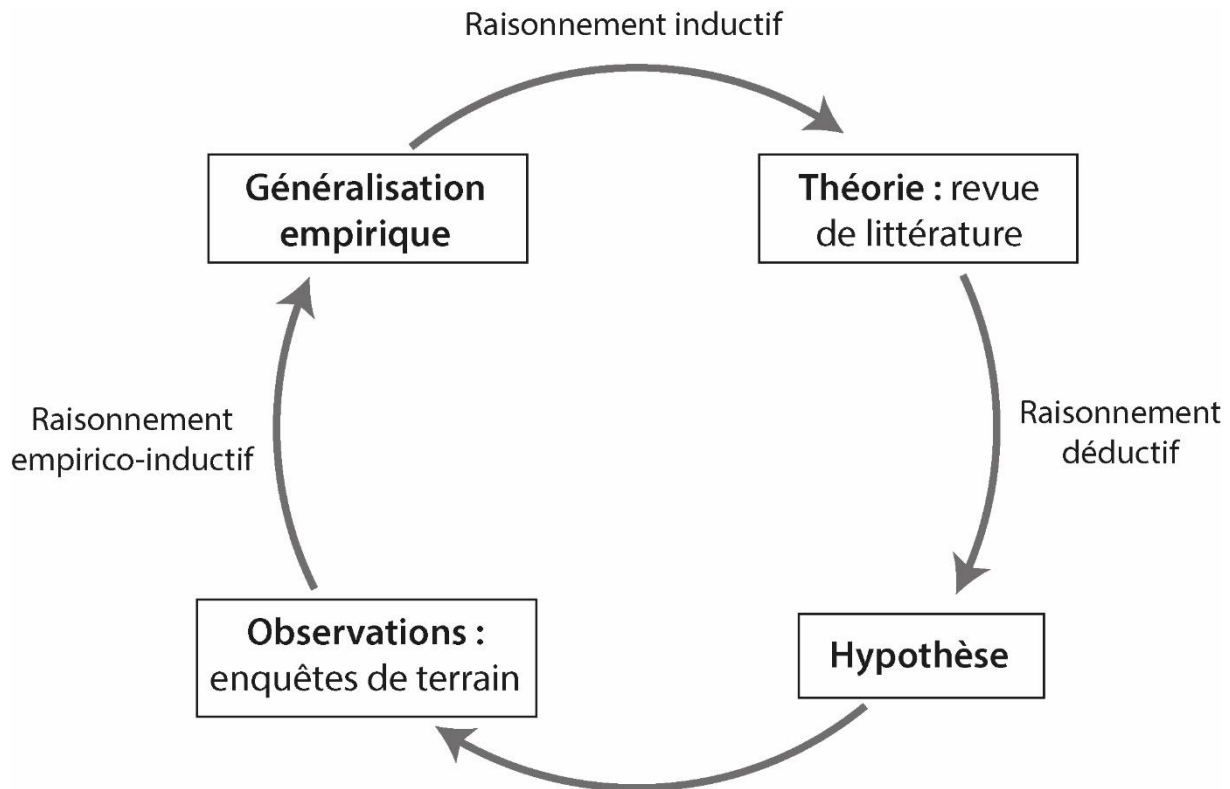 Raisonnement inductif
Généralisation
empirique
Théorie : revue
de littérature
Raisonnement
empirico-inductif
Raisonnement
déductif
Observations :
enquêtes de terrain
Hypothèse